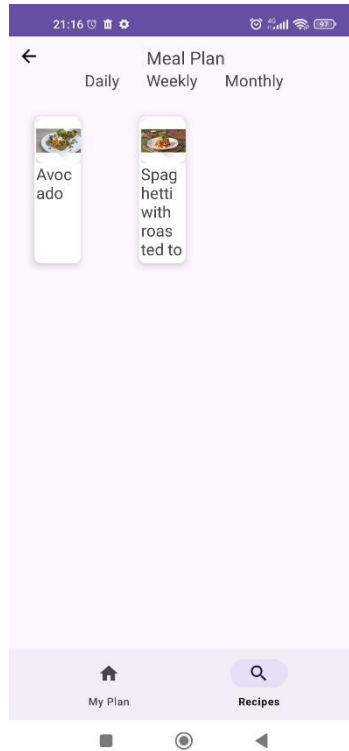 21:16 4G 97
Meal Plan
Daily Weekly Monthly
Avoc
ado
Spag
hetti
with
roas
ted to
My Plan Recipes